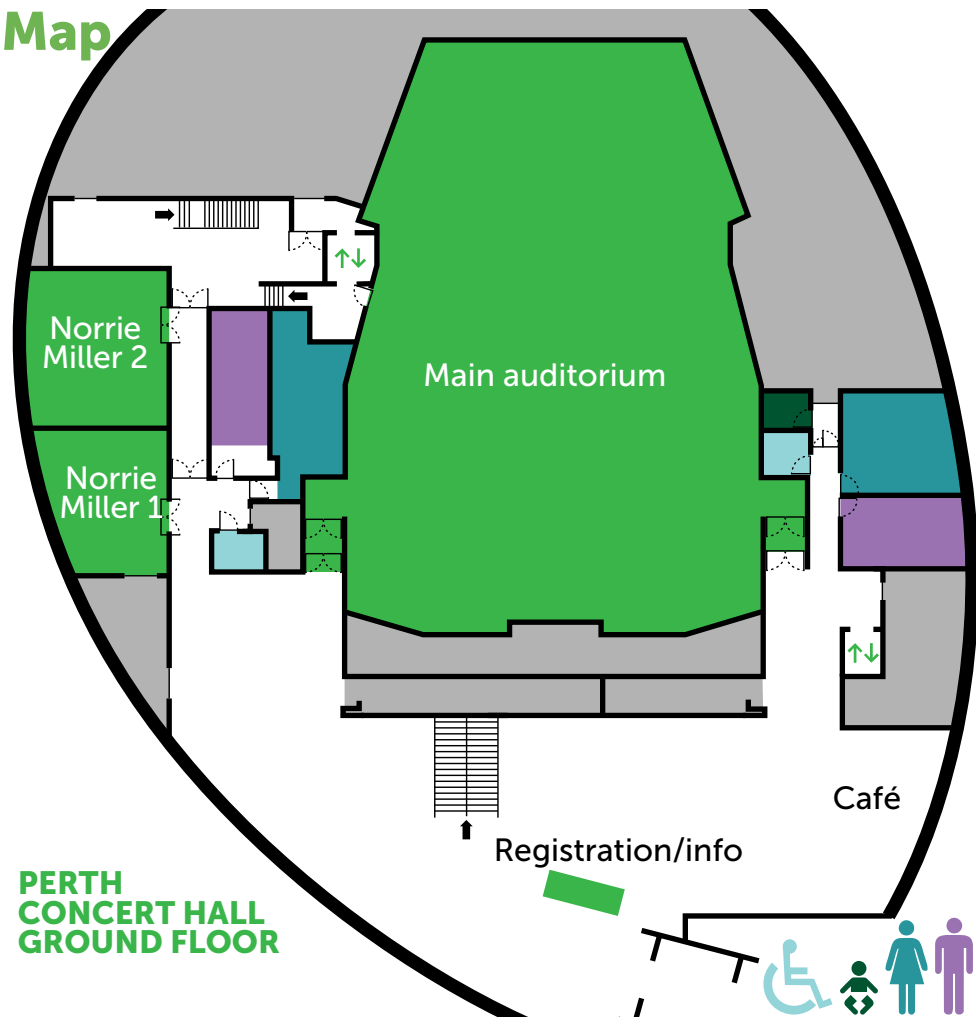 Map
Norrie
Miller 2
Main auditorium
Norrie
Miller 1
Café
Registration/info
PERTH
CONCERT HALL
GROUND FLOOR